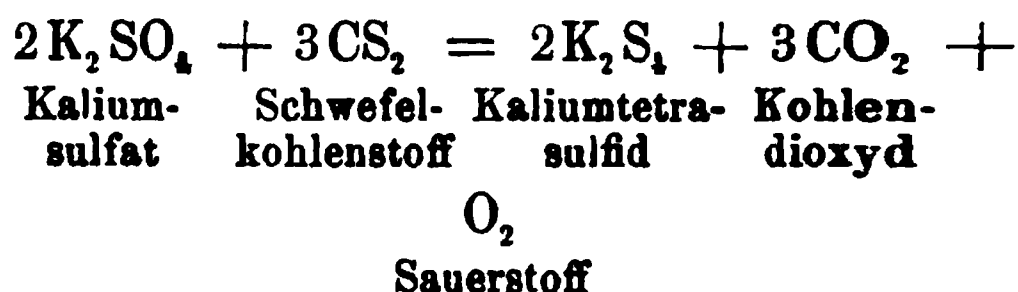 2 K₂SO₄ + 3 CS₂ = 2 K₂S₄ + 3 CO₂ +
Kalium- Schwefel- Kaliumtetra- Kohlen-
sulfat kohlenstoff sulfid dioxyd
O₂
Sauerstoff